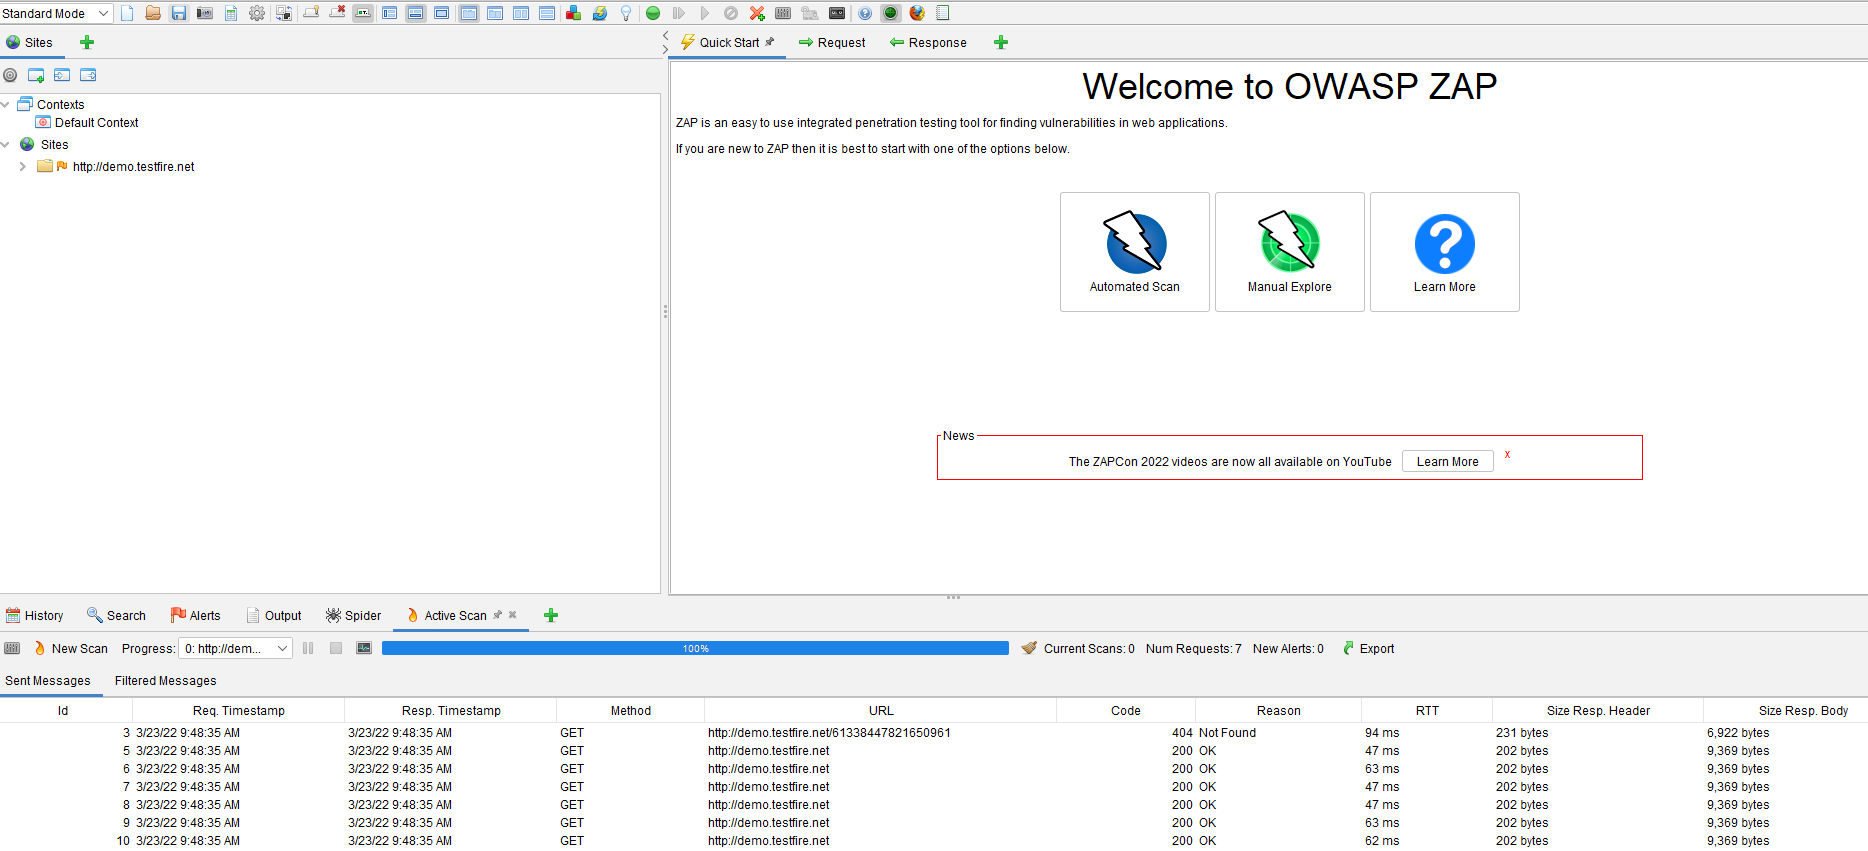 Standard Mode
Sites
Quick Start
Request
Response
Contexts
Default Context
Sites
http://demo.testfire.net
Welcome to OWASP ZAP
ZAP is an easy to use integrated penetration testing tool for finding vulnerabilities in web applications.
If you are new to ZAP then it is best to start with one of the options below.
Automated Scan
Manual Explore
Learn More
News
The ZAPCon 2022 videos are now all available on YouTube Learn More x
History Search Alerts Output Spider Active Scan
New Scan Progress: 0: http://dem... 100% Current Scans: 0 Num Requests: 7 New Alerts: 0 Export
Sent Messages Filtered Messages
Id Req. Timestamp Resp. Timestamp Method URL Code Reason RTT Size Resp. Header Size Resp. Body
3 3/23/22 9:48:35 AM 3/23/22 9:48:35 AM GET http://demo.testfire.net/61338447821650961 404 Not Found 94 ms 231 bytes 6,922 bytes
5 3/23/22 9:48:35 AM 3/23/22 9:48:35 AM GET http://demo.testfire.net 200 OK 47 ms 202 bytes 9,369 bytes
6 3/23/22 9:48:35 AM 3/23/22 9:48:35 AM GET http://demo.testfire.net 200 OK 63 ms 202 bytes 9,369 bytes
7 3/23/22 9:48:35 AM 3/23/22 9:48:35 AM GET http://demo.testfire.net 200 OK 47 ms 202 bytes 9,369 bytes
8 3/23/22 9:48:35 AM 3/23/22 9:48:35 AM GET http://demo.testfire.net 200 OK 47 ms 202 bytes 9,369 bytes
9 3/23/22 9:48:35 AM 3/23/22 9:48:35 AM GET http://demo.testfire.net 200 OK 63 ms 202 bytes 9,369 bytes
10 3/23/22 9:48:35 AM 3/23/22 9:48:35 AM GET http://demo.testfire.net 200 OK 62 ms 202 bytes 9,369 bytes